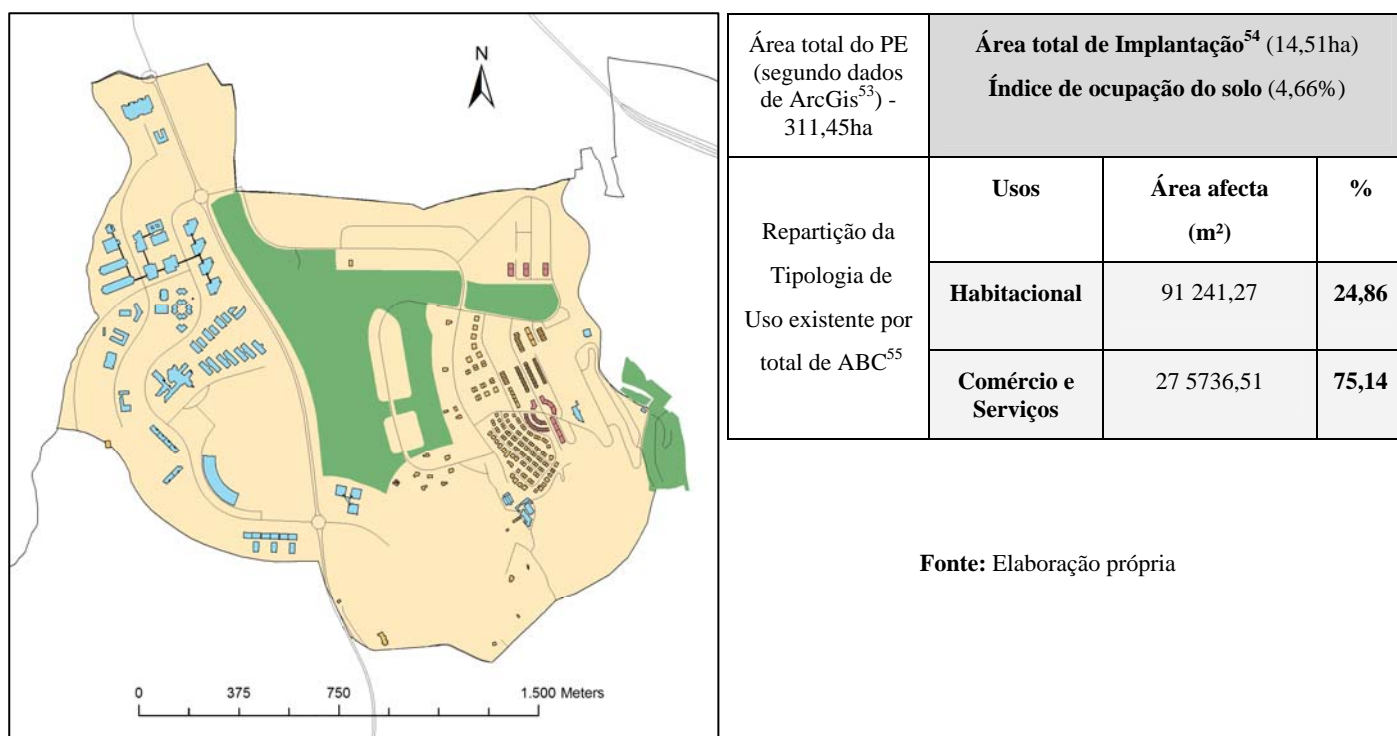 N
0 375 750 1.500 Meters
Área total do PE
(segundo dados
de ArcGis53) -
311,45ha
Área total de Implantação54 (14,51ha)
Índice de ocupação do solo (4,66%)
Repartição da
Tipologia de
Uso existente por
total de ABC55
Usos
Área afecta
(m²)
%
Habitacional
91 241,27
24,86
Comércio e
Serviços
27 5736,51
75,14
Fonte: Elaboração própria